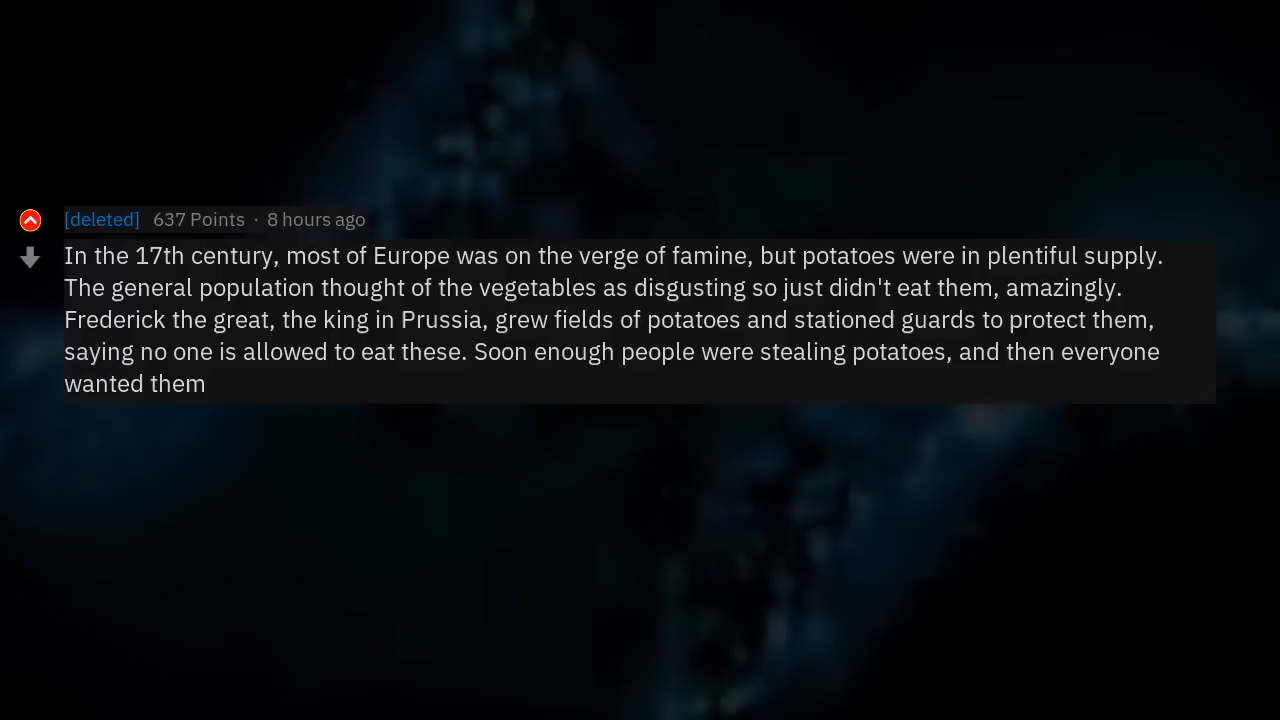 [deleted] 637 Points · 8 hours ago
In the 17th century, most of Europe was on the verge of famine, but potatoes were in plentiful supply.
The general population thought of the vegetables as disgusting so just didn't eat them, amazingly.
Frederick the great, the king in Prussia, grew fields of potatoes and stationed guards to protect them,
saying no one is allowed to eat these. Soon enough people were stealing potatoes, and then everyone
wanted them